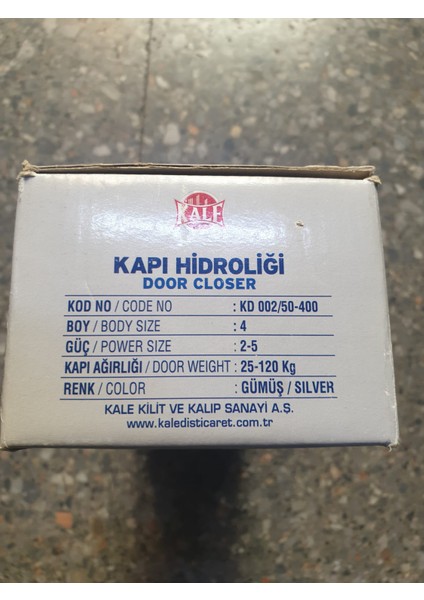 KALE
KAPI HİDROLİĞİ
DOOR CLOSER
KOD NO / CODE NO : KD 002/50-400
BOY / BODY SIZE : 4
GÜÇ / POWER SIZE : 2-5
KAPI AĞIRLIĞI / DOOR WEIGHT : 25-120 Kg
RENK / COLOR : GÜMÜŞ / SILVER
KALE KİLİT VE KALIP SANAYİ A.Ş.
www.kaledisticaret.com.tr